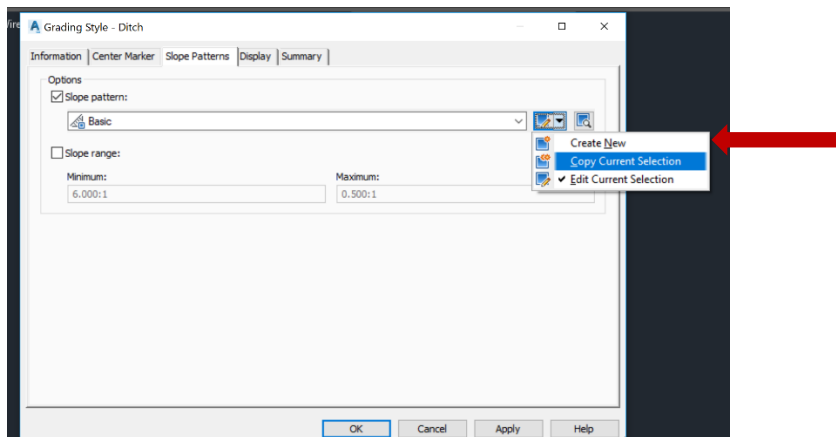 /ire
Grading Style - Ditch
Information Center Marker Slope Patterns Display Summary
Options
Slope pattern:
Basic
Create New
Copy Current Selection
Edit Current Selection
Slope range:
Minimum: Maximum:
6.000:1 0.500:1
OK Cancel Apply Help